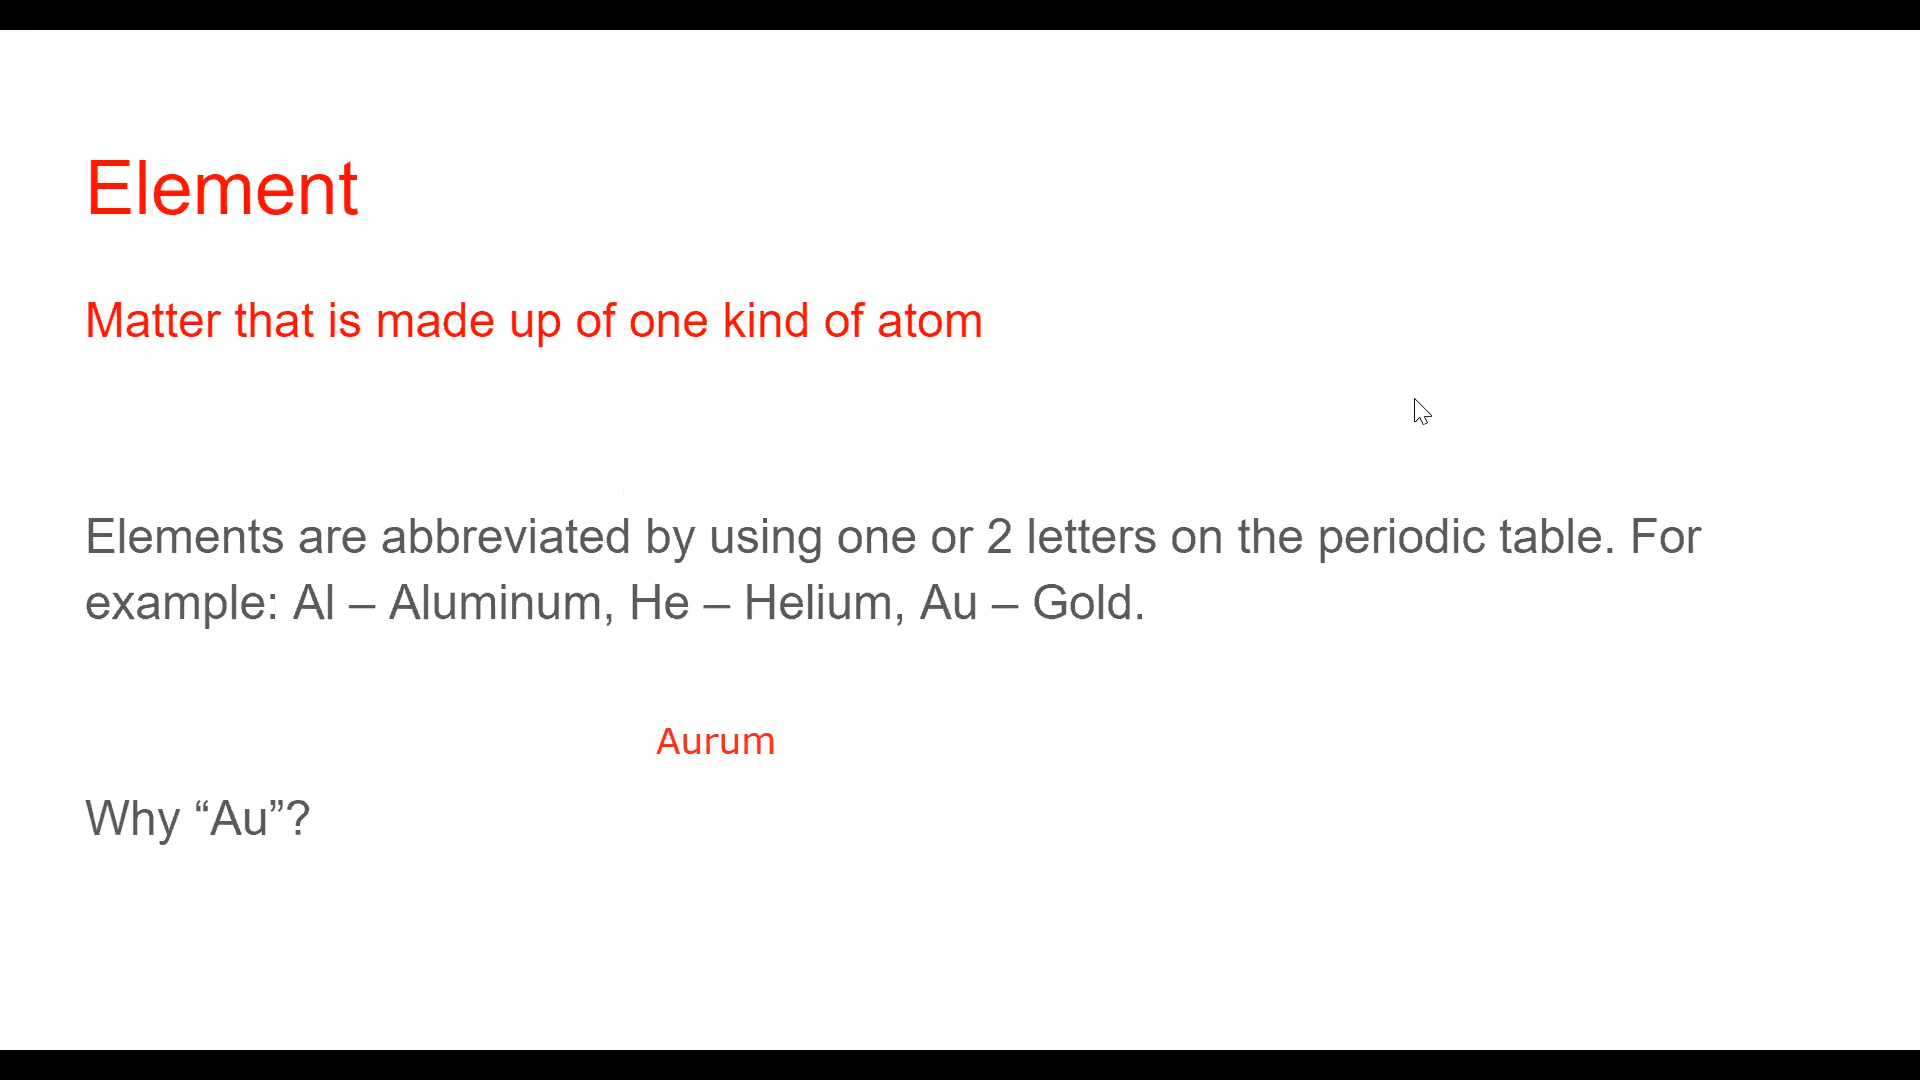 Element
Matter that is made up of one kind of atom
Elements are abbreviated by using one or 2 letters on the periodic table. For
example: Al – Aluminum, He – Helium, Au – Gold.
Aurum
Why “Au”?